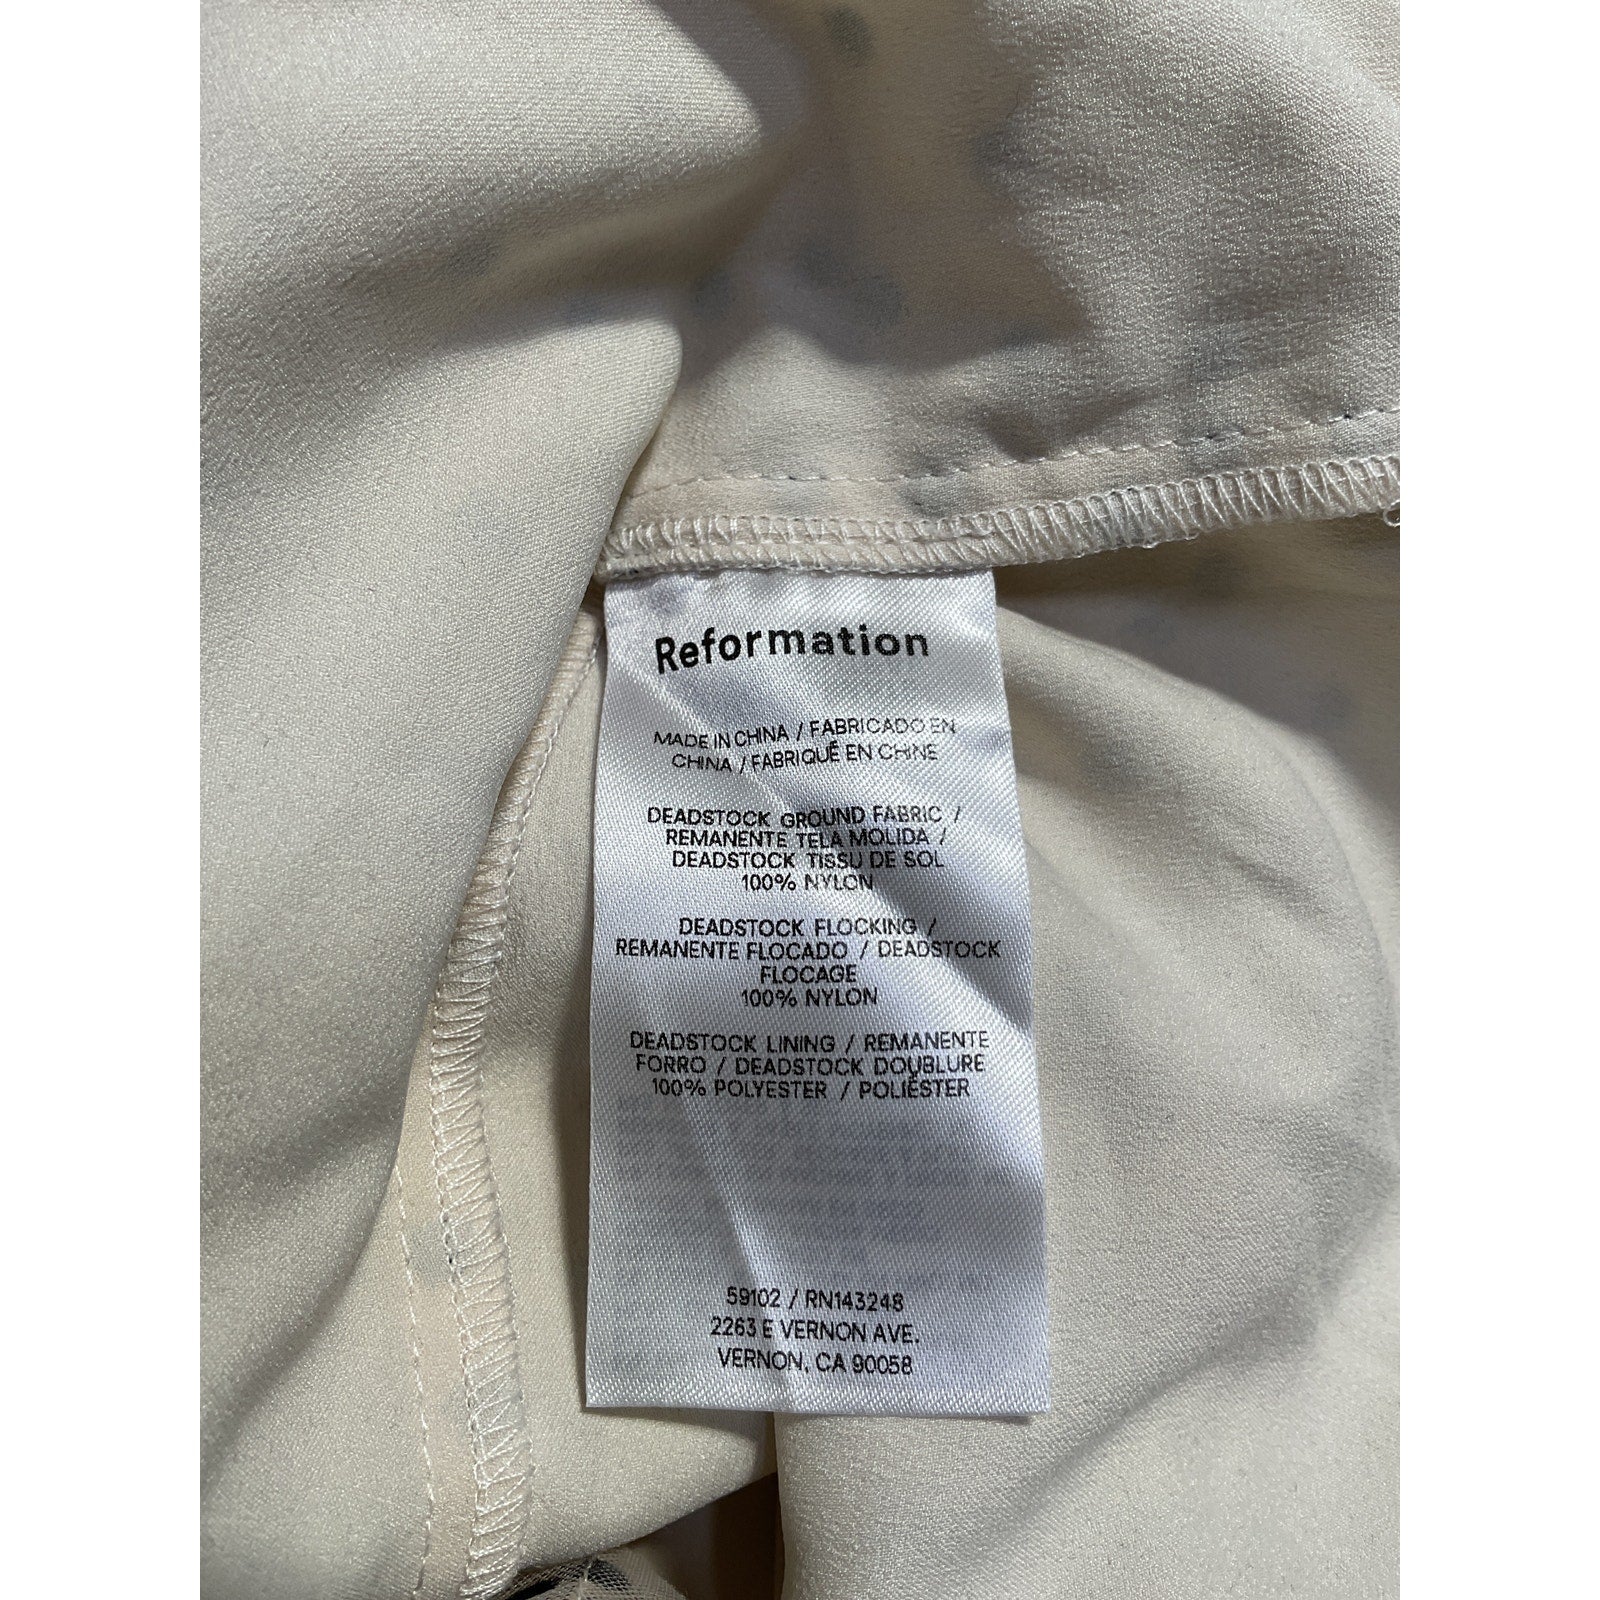 Reformation
MADE IN CHINA / FABRICADO EN
CHINA / FABRIQUÉ EN CHINE
DEADSTOCK GROUND FABRIC /
REMANENTE TELA MOLIDA /
DEADSTOCK TISSU DE SOL
100% NYLON
DEADSTOCK FLOCKING /
REMANENTE FLOCADO / DEADSTOCK
FLOCAGE
100% NYLON
DEADSTOCK LINING / REMANENTE
FORRO / DEADSTOCK DOUBLURE
100% POLYESTER / POLIÉSTER
59102 / RN143248
2263 E VERNON AVE.
VERNON, CA 90058